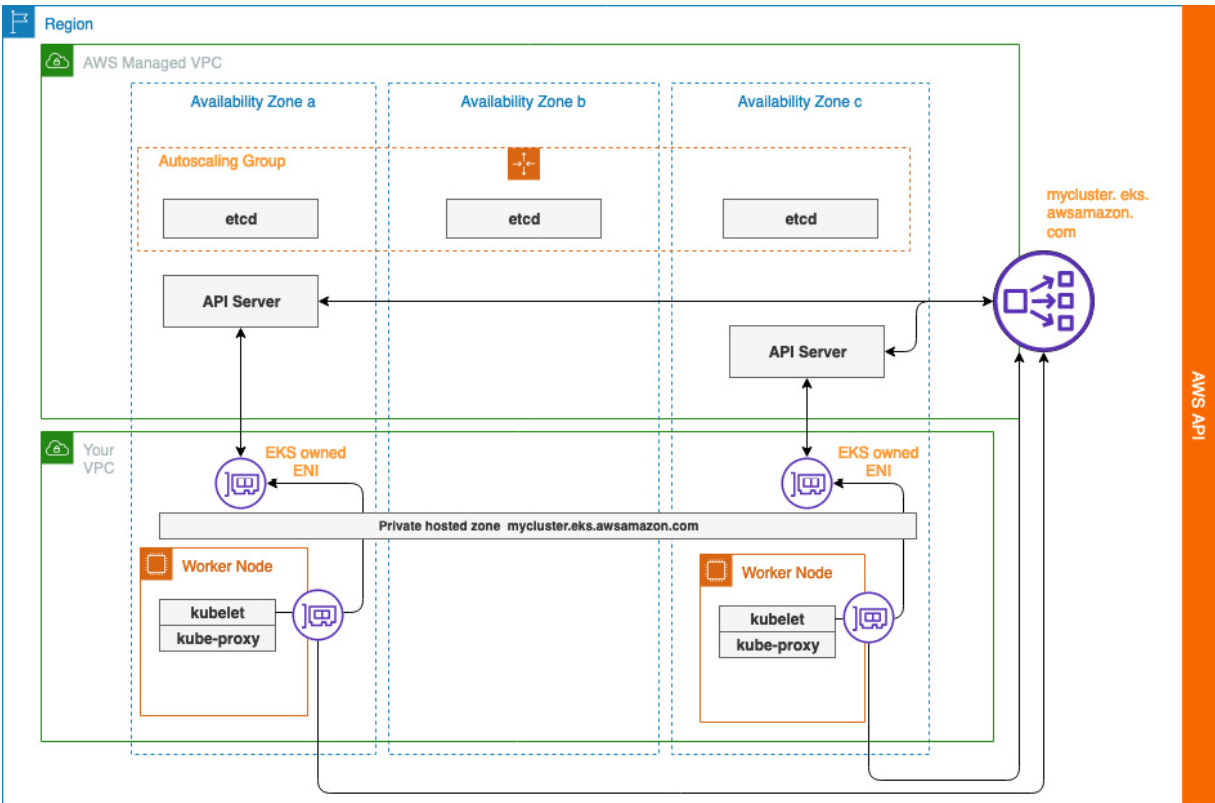 Region
AWS Managed VPC
Availability Zone a
Availability Zone b
Availability Zone c
Autoscaling Group
etcd
etcd
etcd
mycluster. eks.
awsamazon.
com
API Server
API Server
AWS API
Your
VPC
EKS owned
ENI
EKS owned
ENI
Private hosted zone mycluster.eks.awsamazon.com
Worker Node
kubelet
kube-proxy
Worker Node
kubelet
kube-proxy